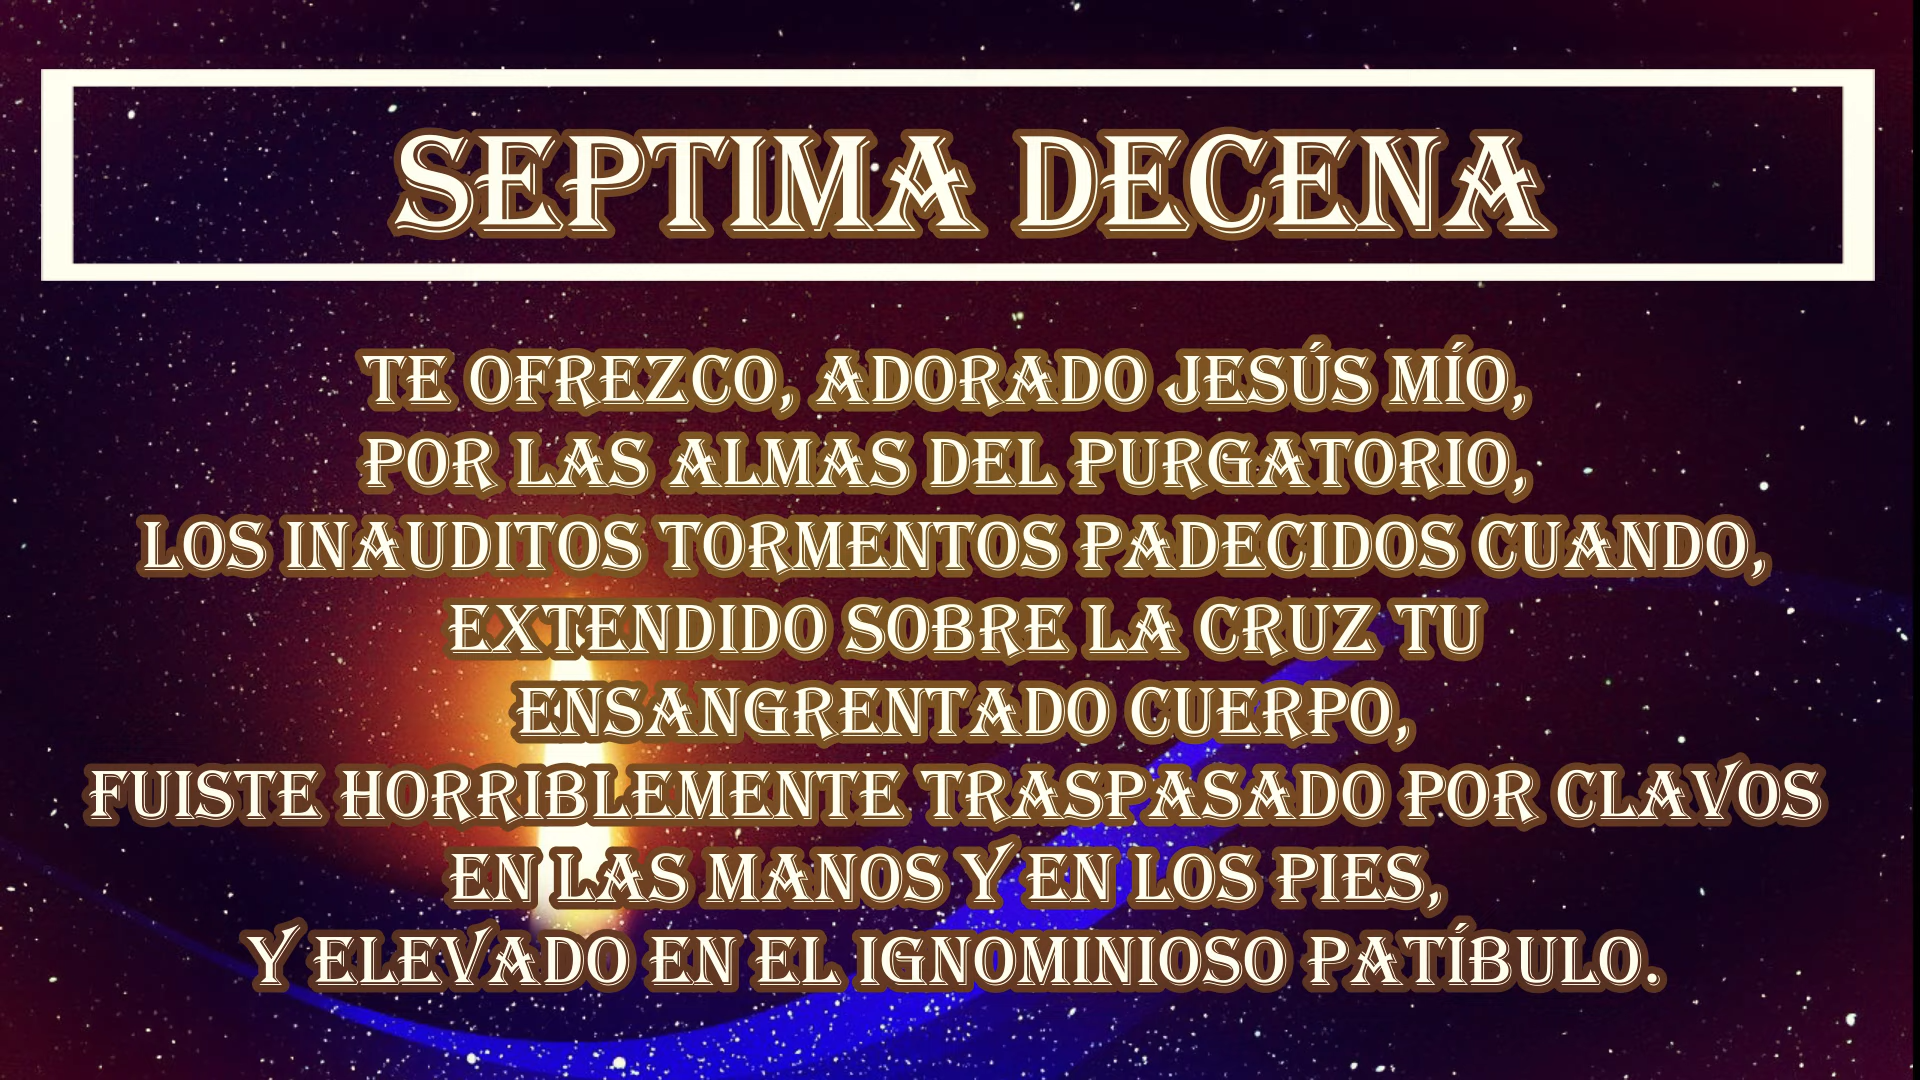 SEPTIMA DECENA
TE OFREZCO, ADORADO JESÚS MÍO,
POR LAS ALMAS DEL PURGATORIO,
LOS INAUDITOS TORMENTOS PADECIDOS CUANDO,
EXTENDIDO SOBRE LA CRUZ TU
ENSANGRENTADO CUERPO,
FUISTE HORRIBLEMENTE TRASPASADO POR CLAVOS
EN LAS MANOS Y EN LOS PIES,
Y ELEVADO EN EL IGNOMINIOSO PATÍBULO.